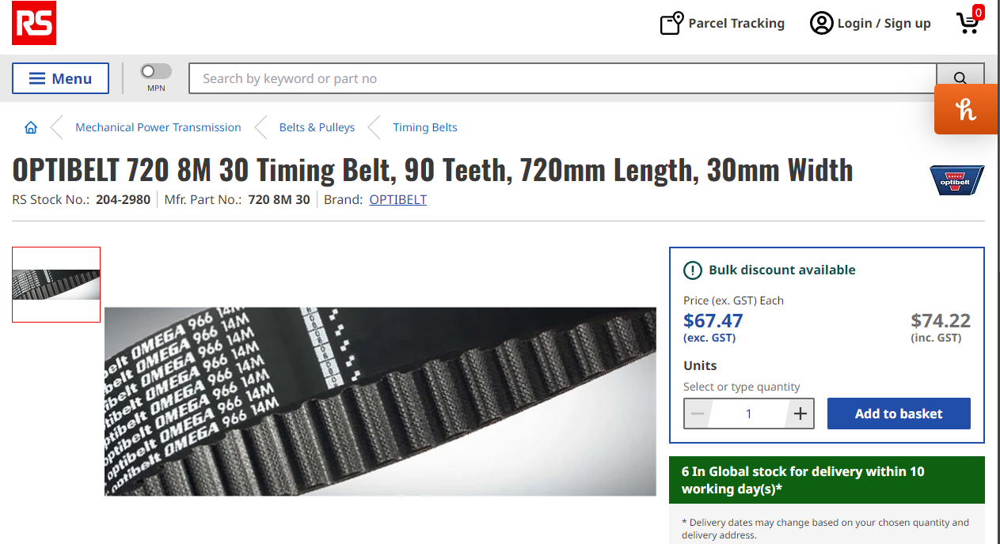 RS
Parcel Tracking
Login / Sign up
0
Menu
MPN
Search by keyword or part no
Mechanical Power Transmission
Belts & Pulleys
Timing Belts
OPTIBELT 720 8M 30 Timing Belt, 90 Teeth, 720mm Length, 30mm Width
optibelt
RS Stock No.: 204-2980
Mfr. Part No.: 720 8M 30
Brand: OPTIBELT
966 14M
elt OMEGA 966 14M
belt OMEGA 966 14M
ibelt OMEGA 966 14M
tibelt OMEGA 966 14M
ptibelt OMEGA 966 14M
optibelt OMEGA 966 14M
optibelt
Bulk discount available
Price (ex. GST) Each
$67.47
(exc. GST)
$74.22
(inc. GST)
Units
Select or type quantity
1
Add to basket
6 In Global stock for delivery within 10
working day(s)*
* Delivery dates may change based on your chosen quantity and
delivery address.